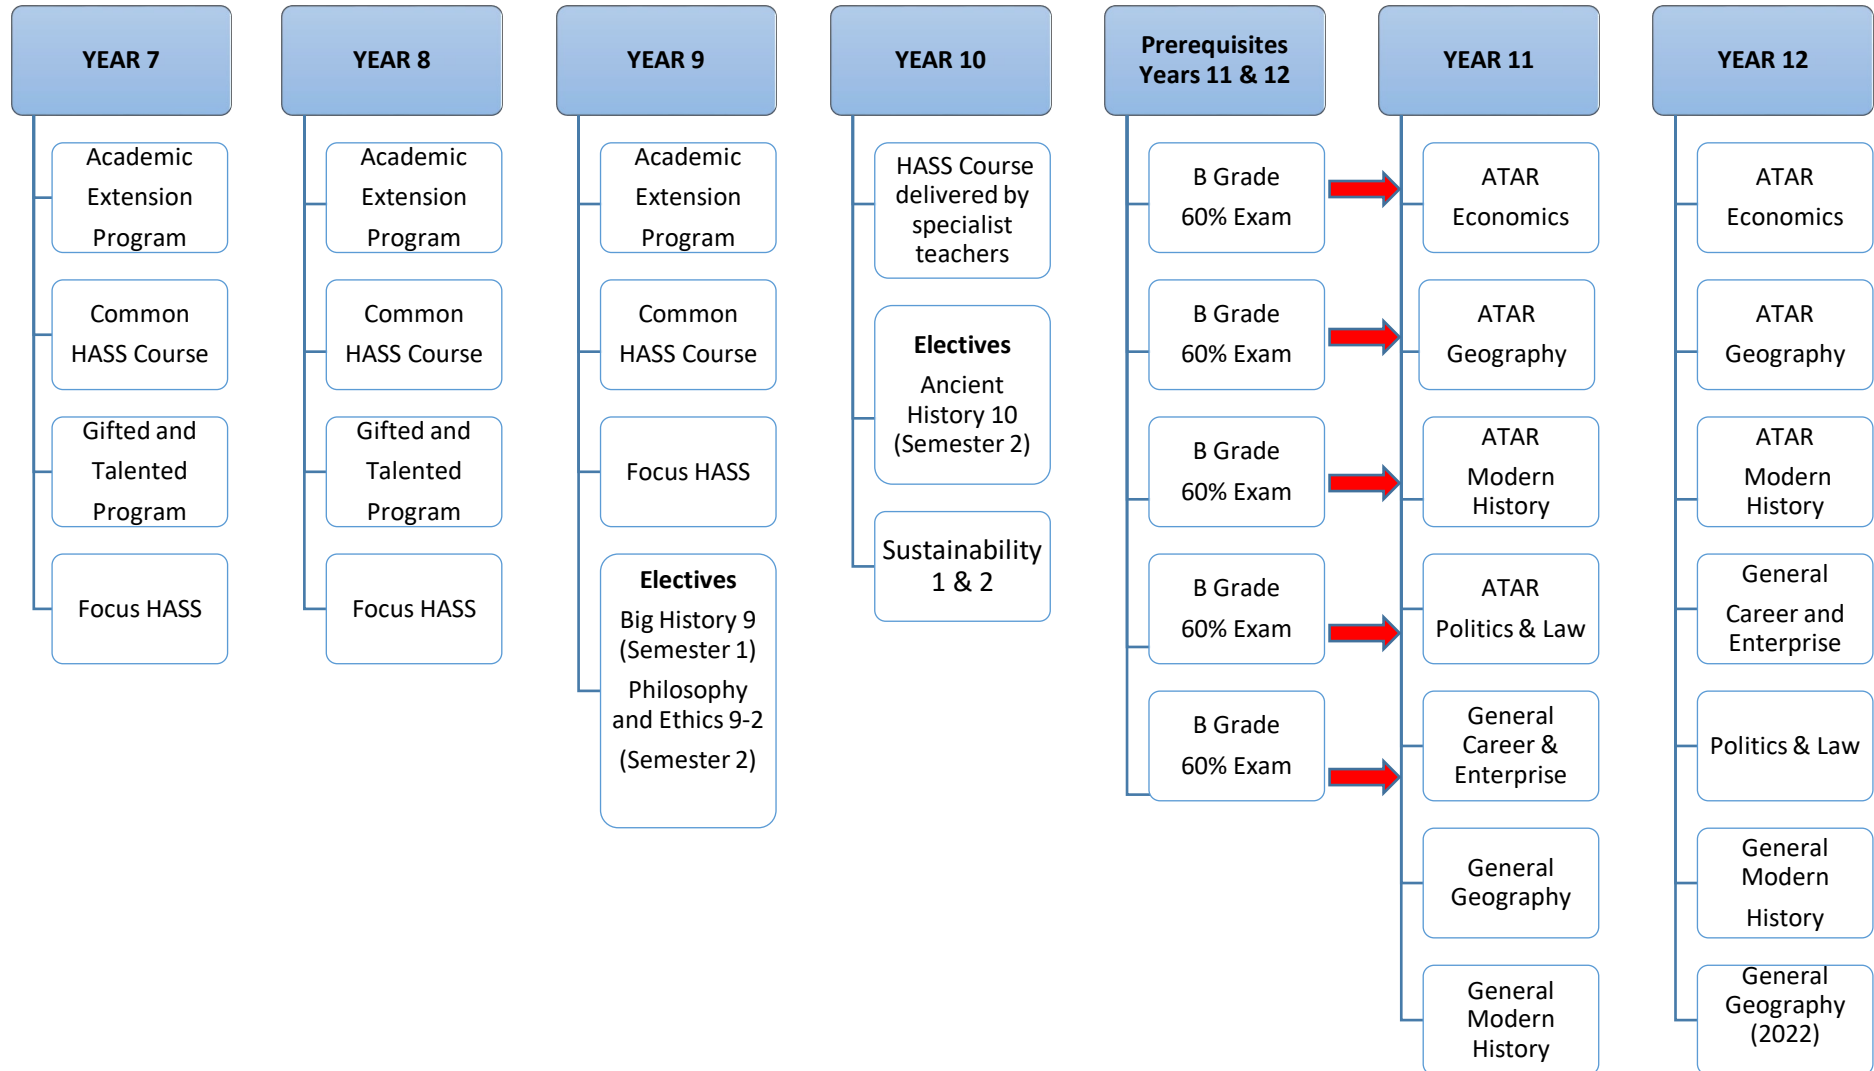 YEAR 7
Academic
Extension
Program
Common
HASS Course
Gifted and
Talented
Program
Focus HASS
YEAR 8
Academic
Extension
Program
Common
HASS Course
Gifted and
Talented
Program
Focus HASS
YEAR 9
Academic
Extension
Program
Common
HASS Course
Focus HASS
Electives
Big History 9
(Semester 1)
Philosophy
and Ethics 9-2
(Semester 2)
YEAR 10
HASS Course
delivered by
specialist
teachers
Electives
Ancient
History 10
(Semester 2)
Sustainability
1 & 2
Prerequisites
Years 11 & 12
B Grade
60% Exam
B Grade
60% Exam
B Grade
60% Exam
B Grade
60% Exam
B Grade
60% Exam
YEAR 11
ATAR
Economics
ATAR
Geography
ATAR
Modern
History
ATAR
Politics & Law
General
Career &
Enterprise
General
Geography
General
Modern
History
YEAR 12
ATAR
Economics
ATAR
Geography
ATAR
Modern
History
General
Career and
Enterprise
Politics & Law
General
Modern
History
General
Geography
(2022)